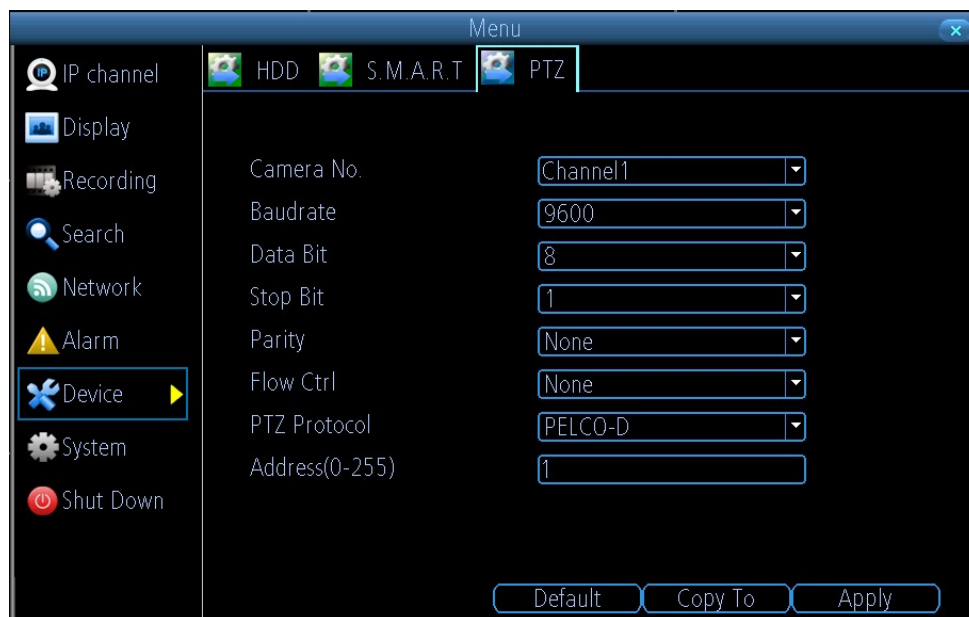 Menu
IP channel
Display
Recording
Search
Network
Alarm
Device
System
Shut Down
HDD S.M.A.R.T PTZ
Camera No. Channel1
Baudrate 9600
Data Bit 8
Stop Bit 1
Parity None
Flow Ctrl None
PTZ Protocol PELCO-D
Address(0-255) 1
Default Copy To Apply